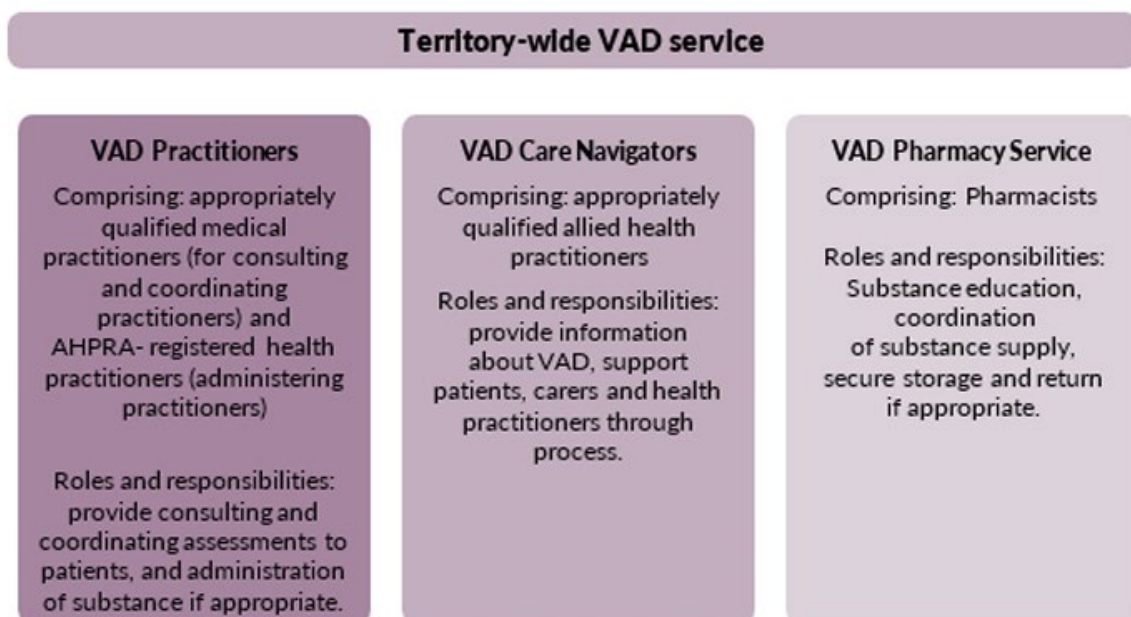 Territory-wide VAD service
VAD Practitioners
Comprising: appropriately
qualified medical
practitioners (for consulting
and coordinating
practitioners) and
AHPRA- registered health
practitioners (administering
practitioners)
Roles and responsibilities:
provide consulting and
coordinating assessments to
patients, and administration
of substance if appropriate.
VAD Care Navigators
Comprising: appropriately
qualified allied health
practitioners
Roles and responsibilities:
provide information
about VAD, support
patients, carers and health
practitioners through
process.
VAD Pharmacy Service
Comprising: Pharmacists
Roles and responsibilities:
Substance education,
coordination
of substance supply,
secure storage and return
if appropriate.